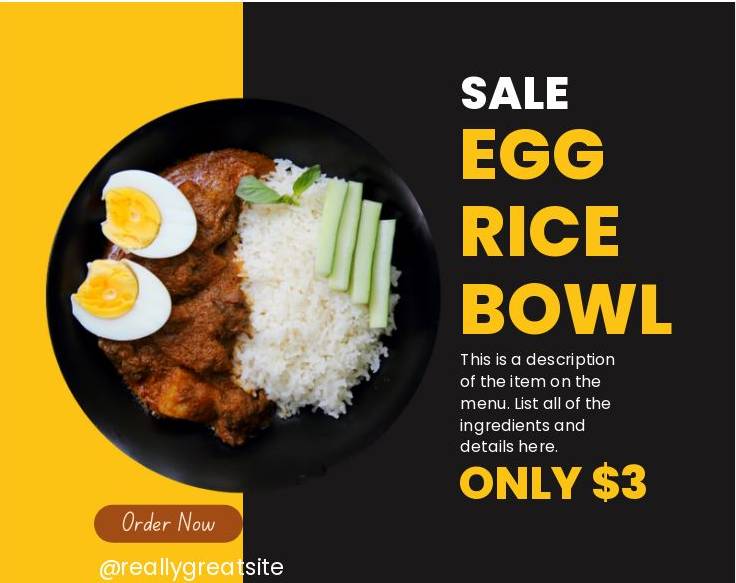 SALE
EGG
RICE
BOWL
This is a description
of the item on the
menu. List all of the
ingredients and
details here.
ONLY $3
Order Now
@reallygreatsite